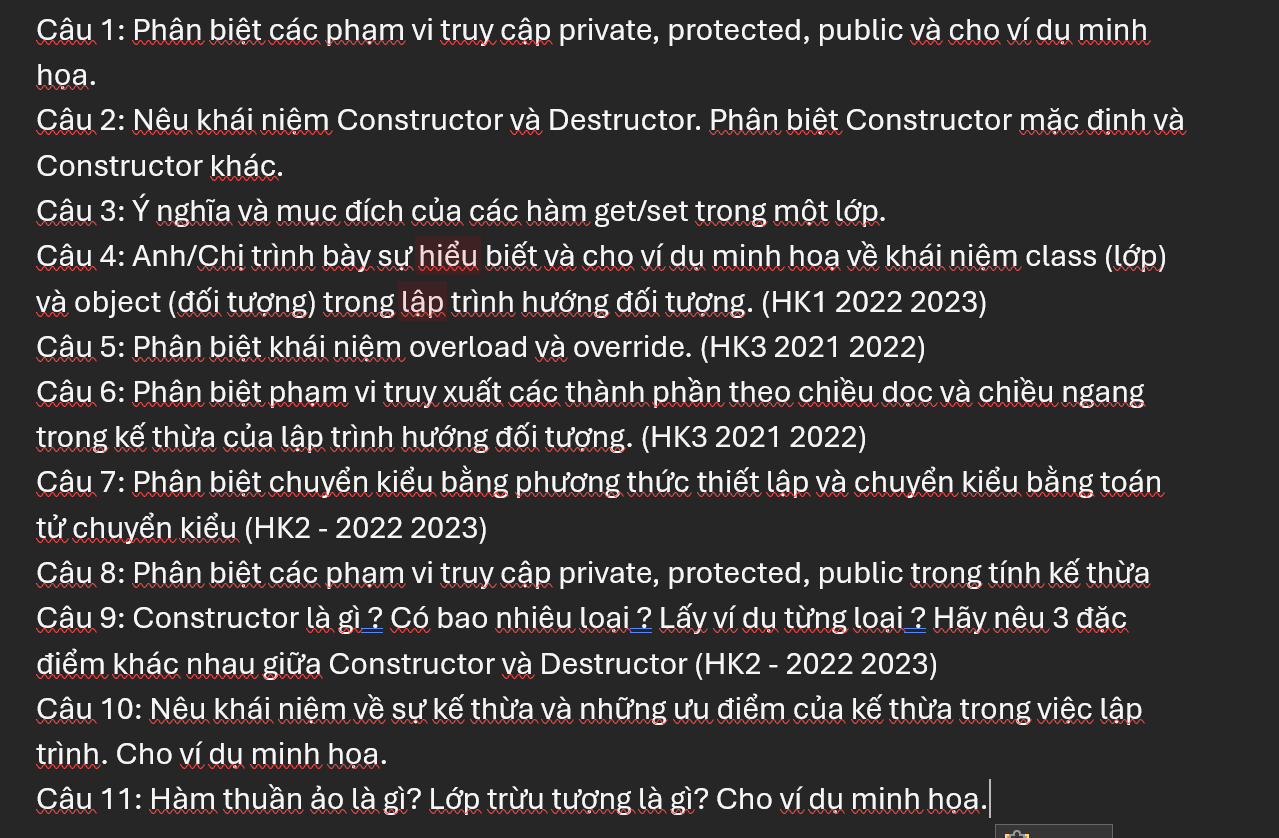 Câu 1: Phân biệt các phạm vi truy cập private, protected, public và cho ví dụ minh
họa.
Câu 2: Nêu khái niệm Constructor và Destructor. Phân biệt Constructor mặc định và
Constructor khác.
Câu 3: Ý nghĩa và mục đích của các hàm get/set trong một lớp.
Câu 4: Anh/Chị trình bày sự hiểu biết và cho ví dụ minh hoạ về khái niệm class (lớp)
và object (đối tượng) trong lập trình hướng đối tượng. (HK1 2022 2023)
Câu 5: Phân biệt khái niệm overload và override. (HK3 2021 2022)
Câu 6: Phân biệt phạm vi truy xuất các thành phần theo chiều dọc và chiều ngang
trong kế thừa của lập trình hướng đối tượng. (HK3 2021 2022)
Câu 7: Phân biệt chuyển kiểu bằng phương thức thiết lập và chuyển kiểu bằng toán
tử chuyển kiểu (HK2 - 2022 2023)
Câu 8: Phân biệt các phạm vi truy cập private, protected, public trong tính kế thừa
Câu 9: Constructor là gì ? Có bao nhiêu loại ? Lấy ví dụ từng loại ? Hãy nêu 3 đặc
điểm khác nhau giữa Constructor và Destructor (HK2 - 2022 2023)
Câu 10: Nêu khái niệm về sự kế thừa và những ưu điểm của kế thừa trong việc lập
trình. Cho ví dụ minh họa.
Câu 11: Hàm thuần ảo là gì? Lớp trừu tượng là gì? Cho ví dụ minh họa.